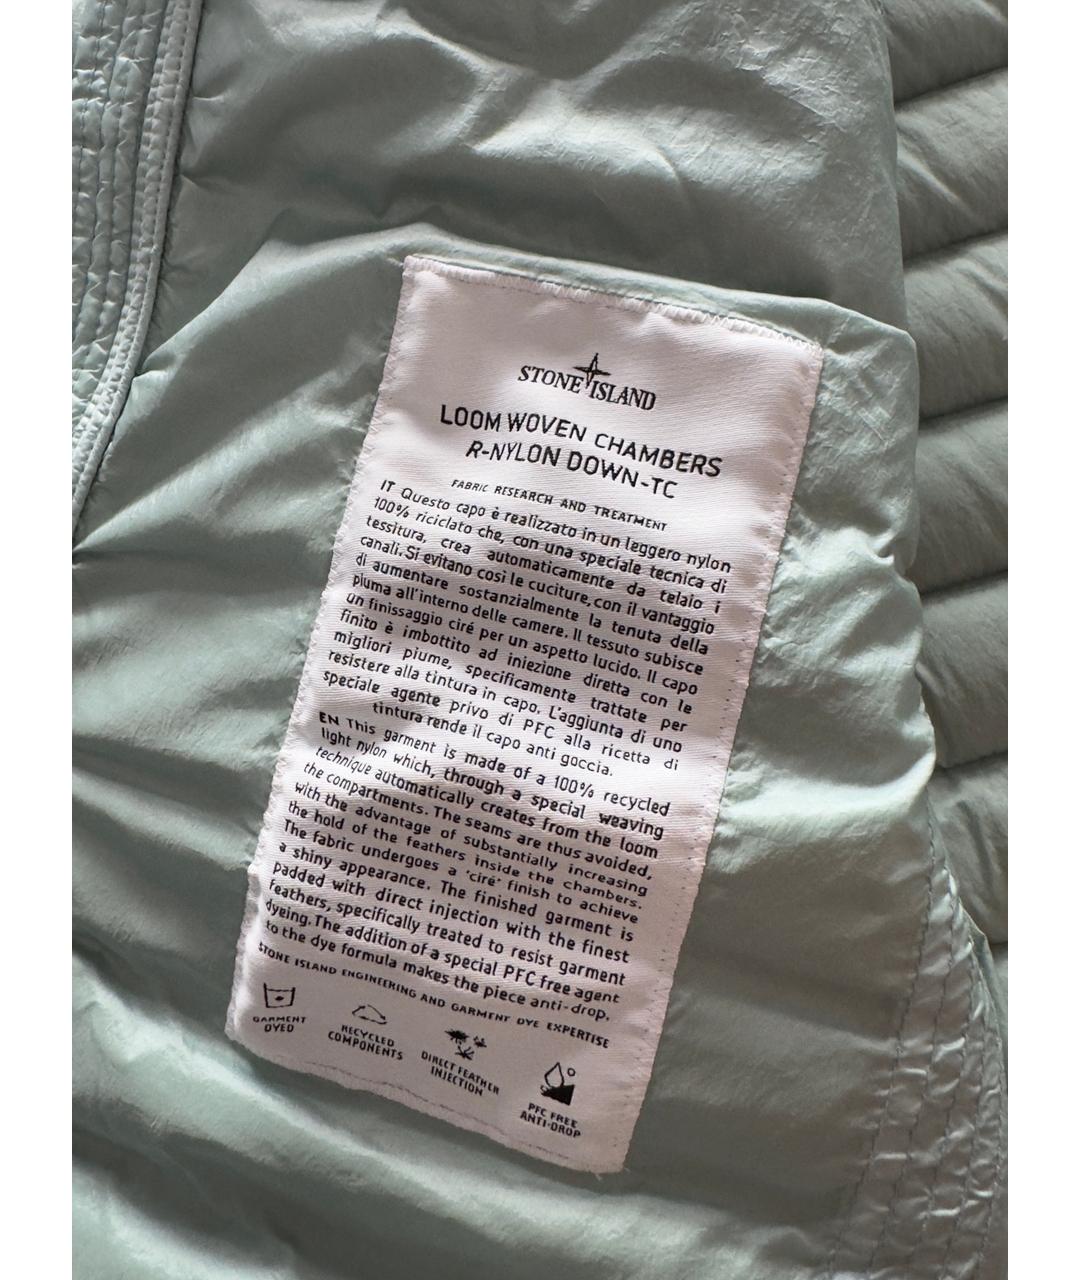 STONE ISLAND
LOOM WOVEN CHAMBERS
R-NYLON DOWN-TC
FABRIC RESEARCH AND TREATMENT
IT Questo capo è realizzato in un leggero nylon
100% riciclato che, con una speciale tecnica di
tessitura, crea automaticamente da telaio i
canali. Si evitano così le cuciture, con il vantaggio
di aumentare sostanzialmente la tenuta della
piuma all'interno delle camere. Il tessuto subisce
un finissaggio ciré per un aspetto lucido. Il capo
finito è imbottito ad iniezione diretta con le
migliori piume, specificamente trattate per
resistere alla tintura in capo. L'aggiunta di uno
speciale agente privo di PFC alla ricetta di
tintura rende il capo anti goccia.
EN This garment is made of a 100% recycled
light nylon which, through a special weaving
technique automatically creates from the loom
the compartments. The seams are thus avoided,
with the advantage of substantially increasing
the hold of the feathers inside the chambers.
The fabric undergoes a 'ciré' finish to achieve
a shiny appearance. The finished garment is
padded with direct injection with the finest
feathers, specifically treated to resist garment
dyeing. The addition of a special PFC free agent
to the dye formula makes the piece anti-drop.
STONE ISLAND ENGINEERING AND GARMENT DYE EXPERTISE
GARMENT
DYED
RECYCLED
COMPONENTS
DIRECT FEATHER
INJECTION
PFC FREE
ANTI-DROP